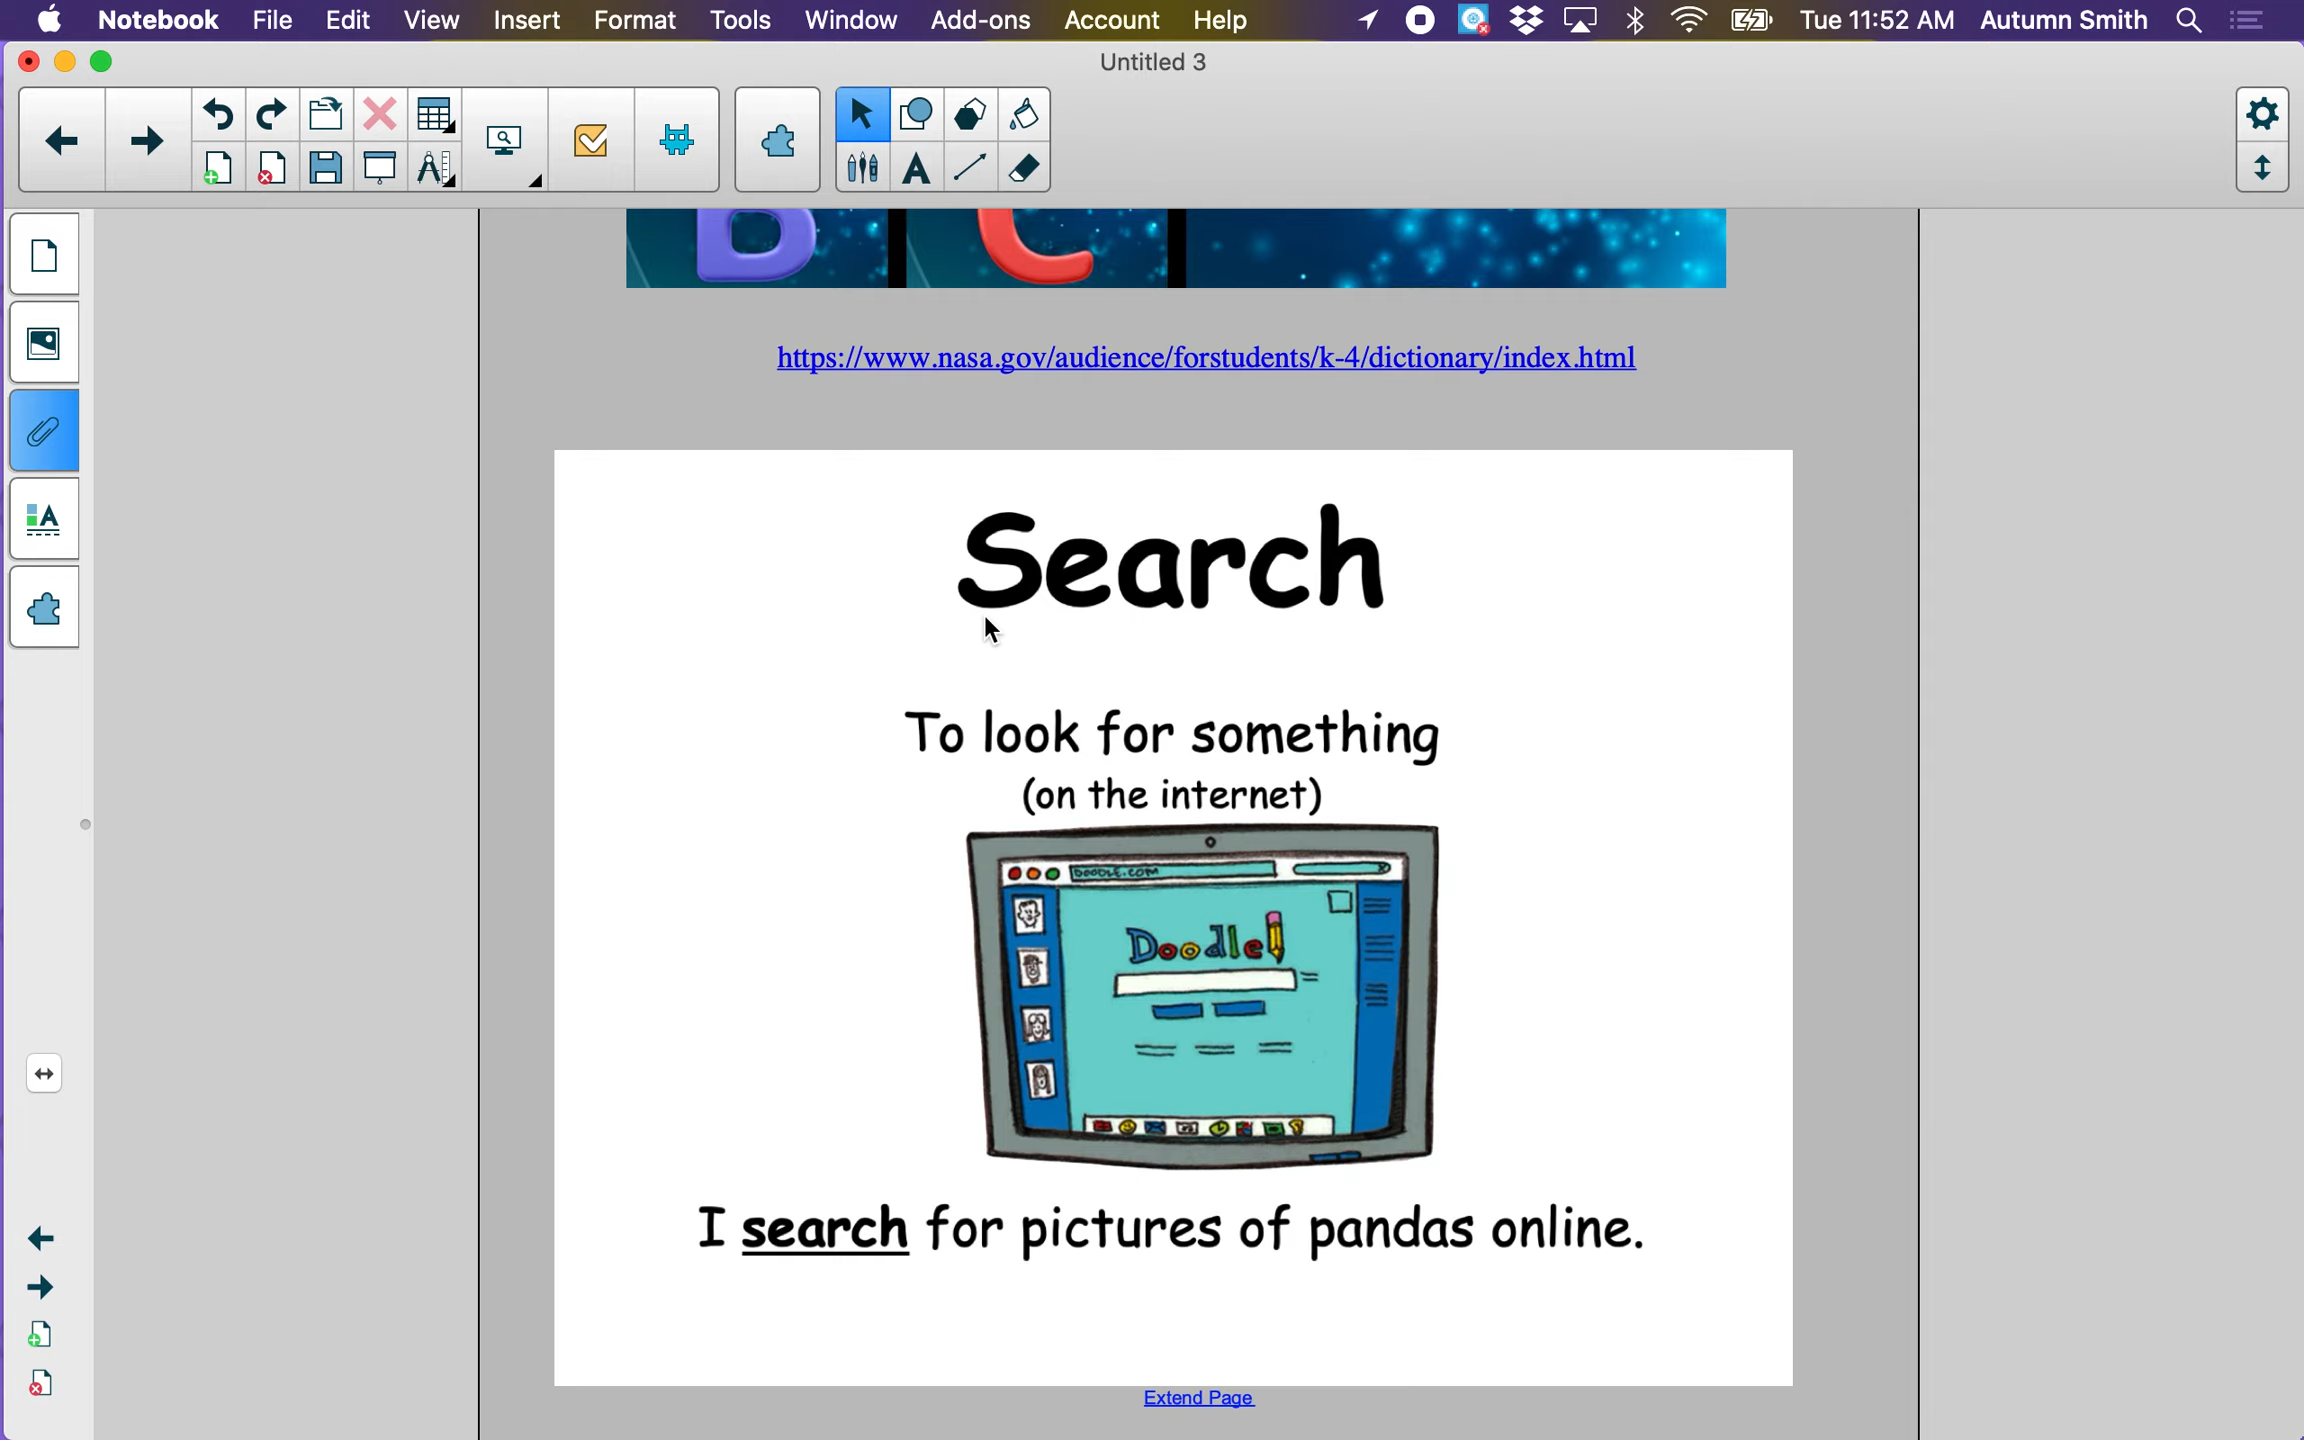 Notebook File Edit View Insert Format Tools Window Add-ons Account Help Tue 11:52 AM Autumn Smith
Untitled 3
B C
https://www.nasa.gov/audience/forstudents/k-4/dictionary/index.html
Search
To look for something
(on the internet)
DOODLE.COM
Doodle
I search for pictures of pandas online.
Extend Page